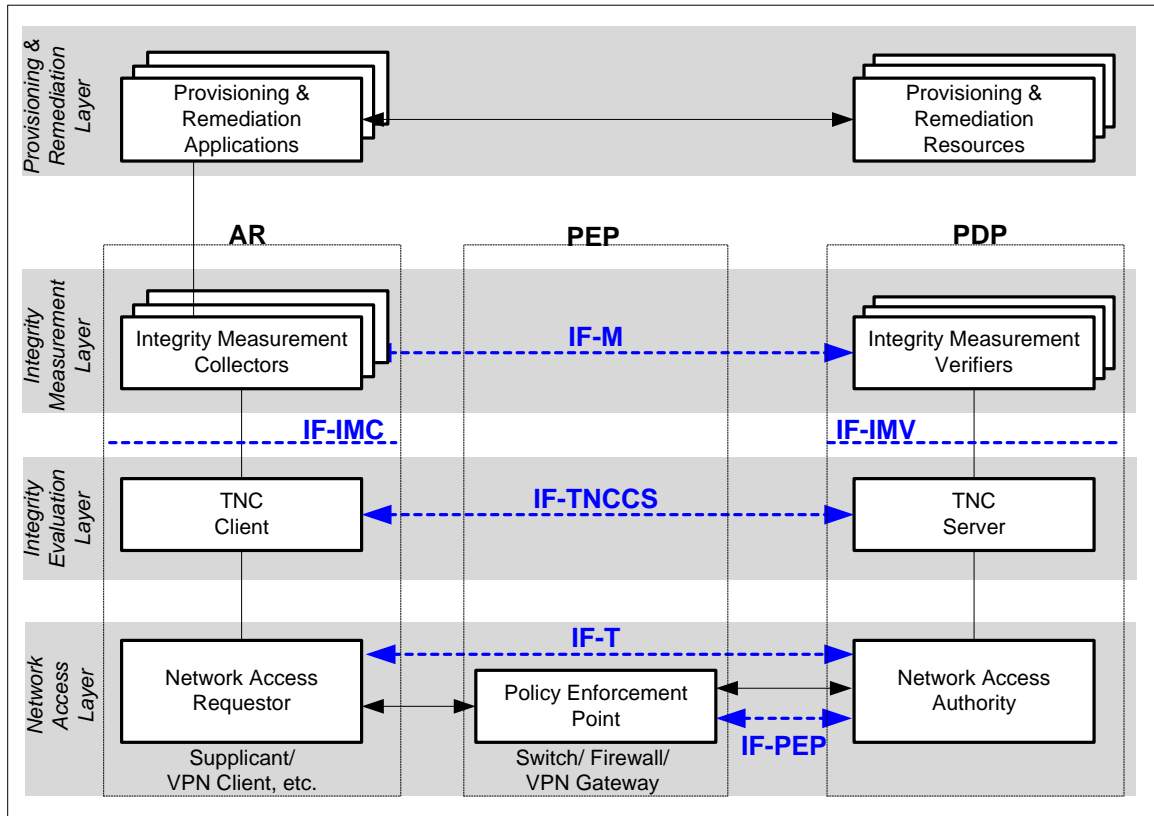 Provisioning &
Remediation
Layer
Provisioning &
Remediation
Applications
Provisioning &
Remediation
Resources
AR
PEP
PDP
Integrity
Measurement
Layer
Integrity Measurement
Collectors
IF-M
Integrity Measurement
Verifiers
IF-IMC
IF-IMV
Integrity
Evaluation
Layer
TNC
Client
IF-TNCCS
TNC
Server
Network
Access
Layer
Network Access
Requestor
IF-T
Policy Enforcement
Point
Network Access
Authority
IF-PEP
Supplicant/
VPN Client, etc.
Switch/ Firewall/
VPN Gateway